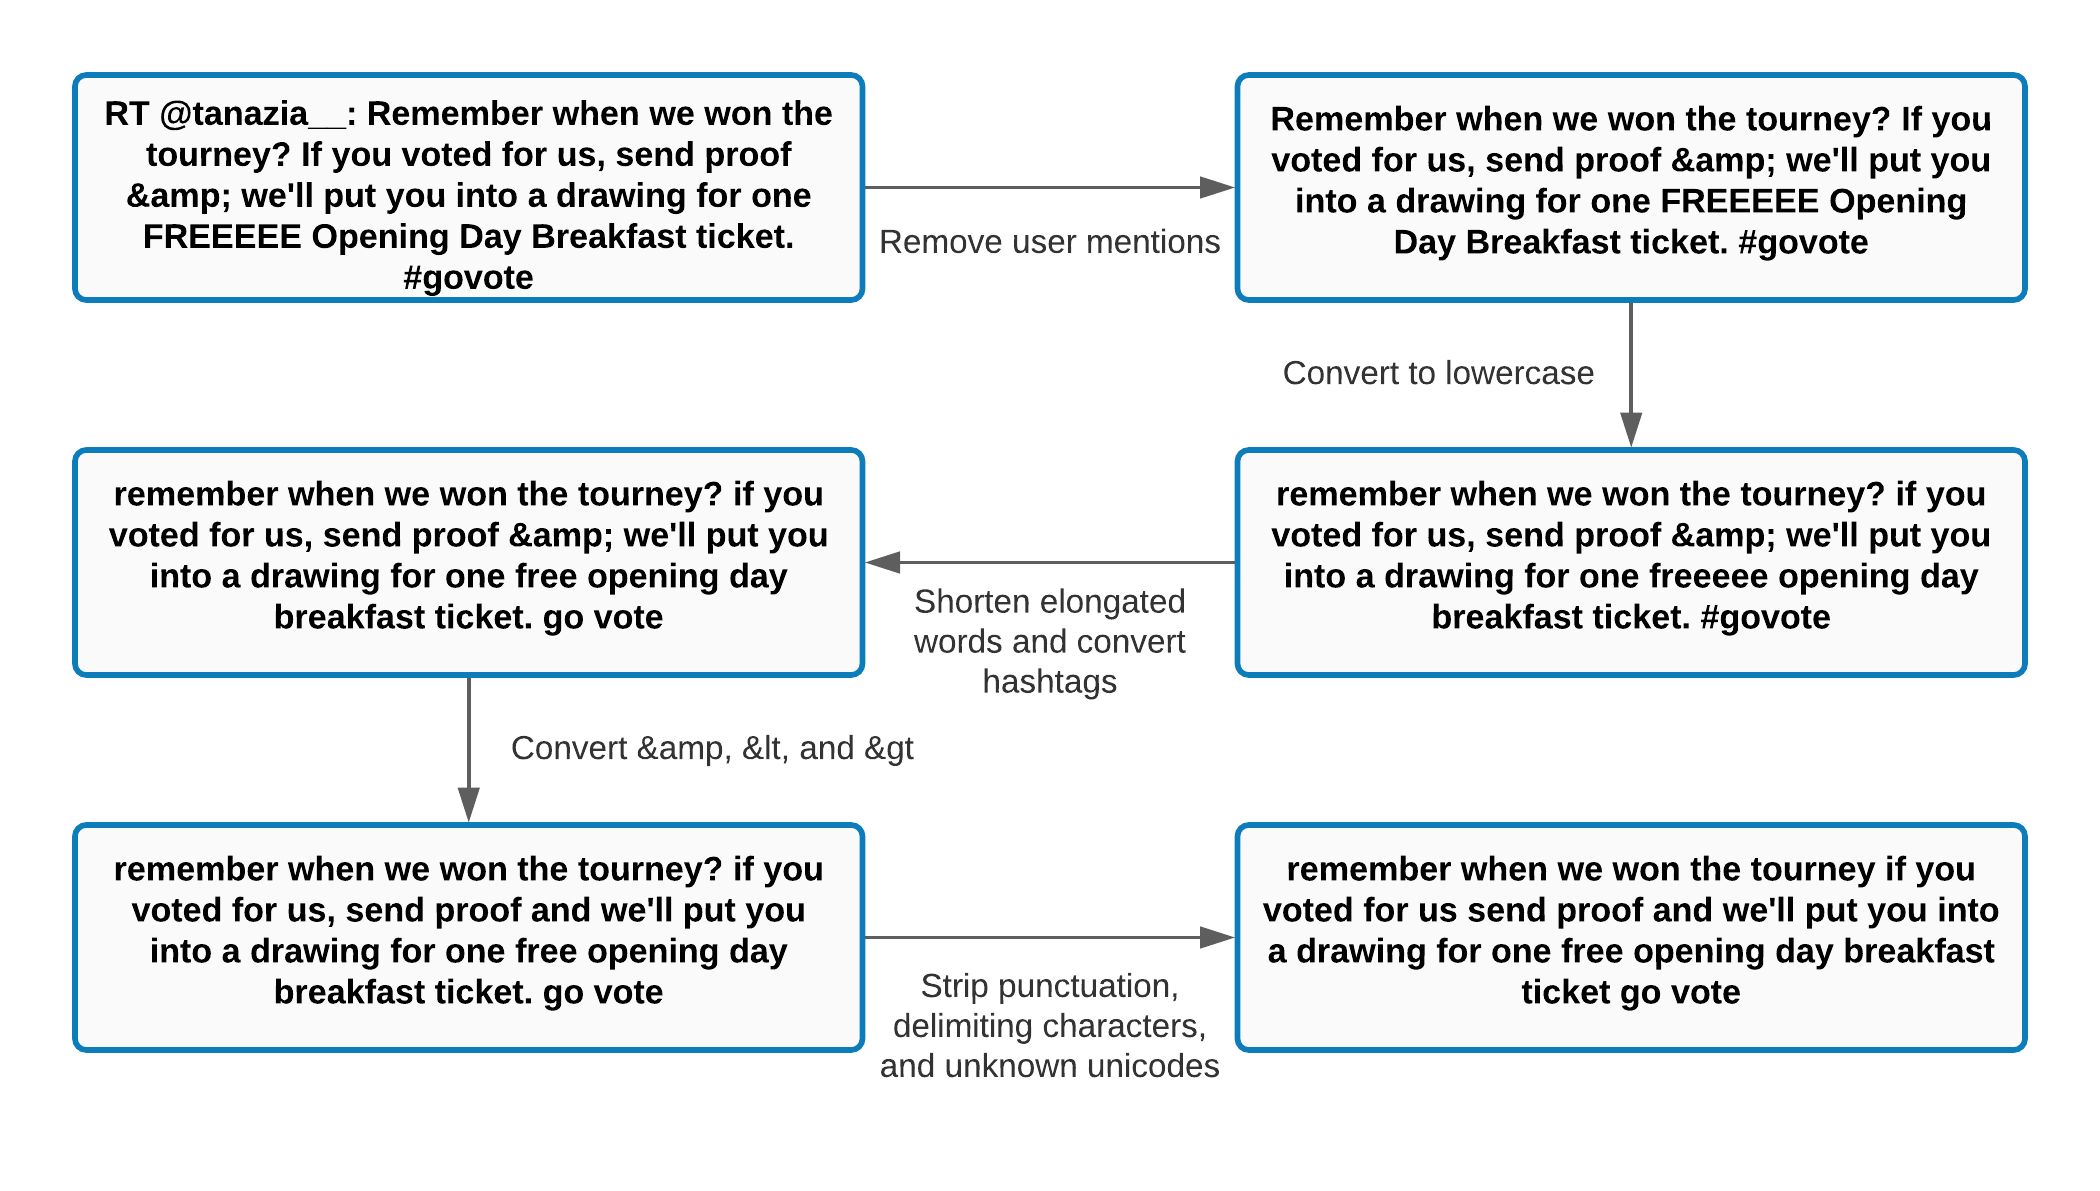 RT @tanazia__: Remember when we won the
tourney? If you voted for us, send proof
&amp; we'll put you into a drawing for one
FREEEEE Opening Day Breakfast ticket.
#govote
Remove user mentions
Remember when we won the tourney? If you
voted for us, send proof &amp; we'll put you
into a drawing for one FREEEEE Opening
Day Breakfast ticket. #govote
Convert to lowercase
remember when we won the tourney? if you
voted for us, send proof &amp; we'll put you
into a drawing for one freeeee opening day
breakfast ticket. #govote
Shorten elongated
words and convert
hashtags
remember when we won the tourney? if you
voted for us, send proof &amp; we'll put you
into a drawing for one free opening day
breakfast ticket. go vote
Convert &amp, &lt, and &gt
remember when we won the tourney? if you
voted for us, send proof and we'll put you
into a drawing for one free opening day
breakfast ticket. go vote
Strip punctuation,
delimiting characters,
and unknown unicodes
remember when we won the tourney if you
voted for us send proof and we'll put you into
a drawing for one free opening day breakfast
ticket go vote